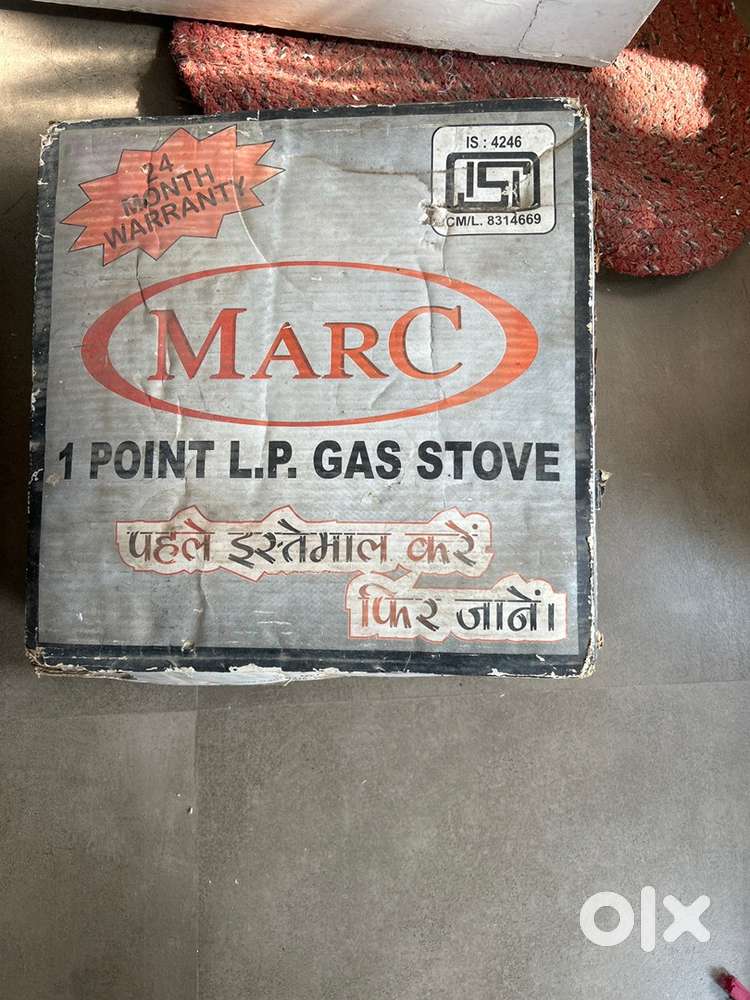 24
MONTH
WARRANTY
IS : 4246
ISI
CM/L. 8314669
MARC
1 POINT L.P. GAS STOVE
पहले इस्तेमाल करें
फिर जानें।
olx